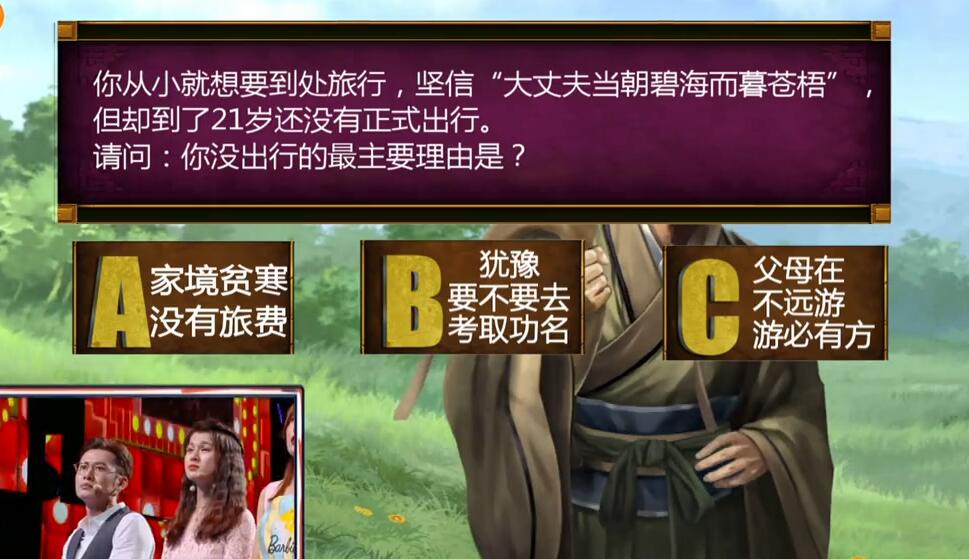 你从小就想要到处旅行，坚信“大丈夫当朝碧海而暮苍梧”，
但却到了21岁还没有正式出行。
请问：你没出行的最主要理由是？
A 家境贫寒
没有旅费
B 犹豫
要不要去
考取功名
C 父母在
不远游
游必有方
Barbi